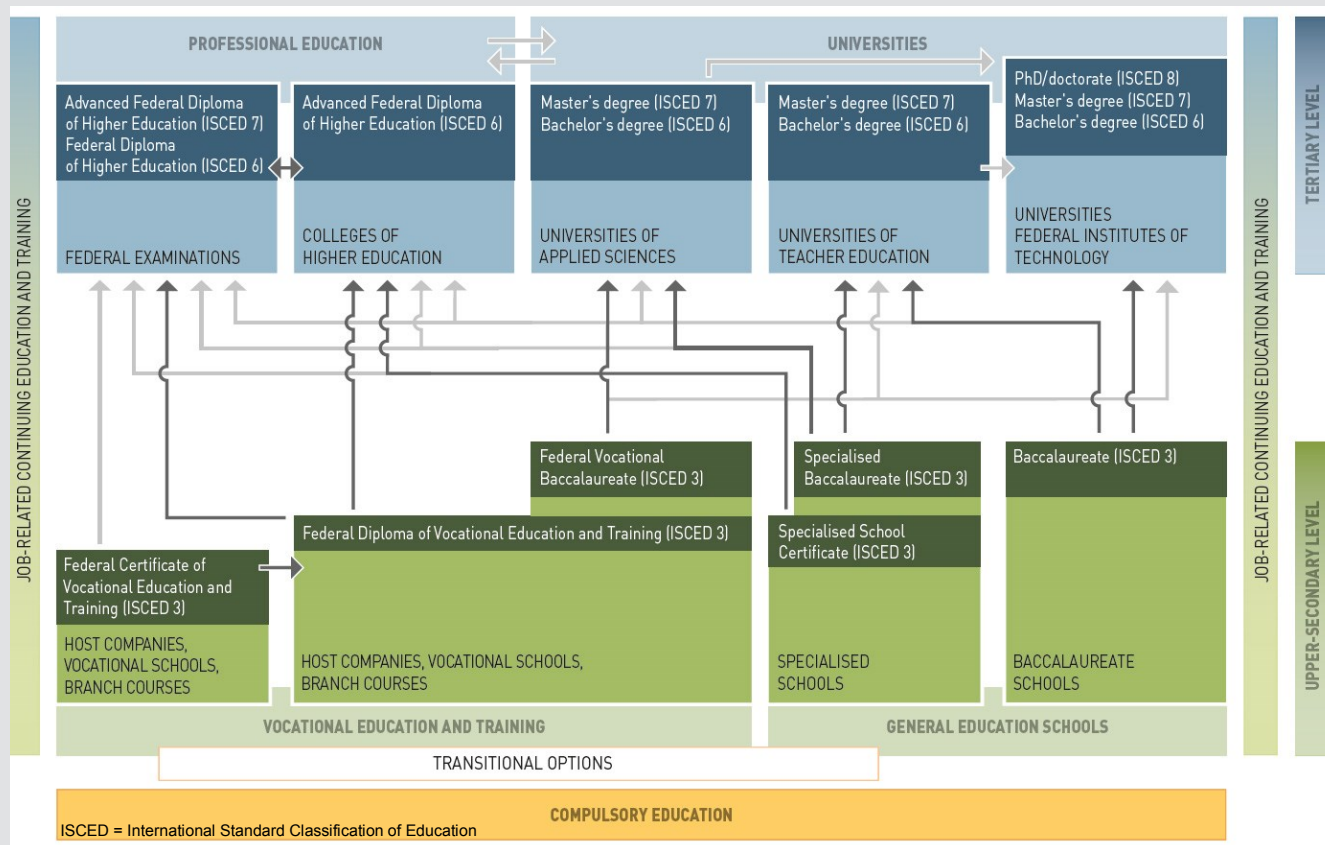 PROFESSIONAL EDUCATION
UNIVERSITIES
Advanced Federal Diploma
of Higher Education (ISCED 7)
Federal Diploma
of Higher Education (ISCED 6)
FEDERAL EXAMINATIONS
Advanced Federal Diploma
of Higher Education (ISCED 6)
COLLEGES OF
HIGHER EDUCATION
Master's degree (ISCED 7)
Bachelor's degree (ISCED 6)
UNIVERSITIES OF
APPLIED SCIENCES
Master's degree (ISCED 7)
Bachelor's degree (ISCED 6)
UNIVERSITIES OF
TEACHER EDUCATION
PhD/doctorate (ISCED 8)
Master's degree (ISCED 7)
Bachelor's degree (ISCED 6)
UNIVERSITIES
FEDERAL INSTITUTES OF
TECHNOLOGY
JOB-RELATED CONTINUING EDUCATION AND TRAINING
JOB-RELATED CONTINUING EDUCATION AND TRAINING
TERTIARY LEVEL
UPPER-SECONDARY LEVEL
Federal Certificate of
Vocational Education and
Training (ISCED 3)
HOST COMPANIES,
VOCATIONAL SCHOOLS,
BRANCH COURSES
Federal Vocational
Baccalaureate (ISCED 3)
Federal Diploma of Vocational Education and Training (ISCED 3)
HOST COMPANIES, VOCATIONAL SCHOOLS,
BRANCH COURSES
Specialised
Baccalaureate (ISCED 3)
Specialised School
Certificate (ISCED 3)
SPECIALISED
SCHOOLS
Baccalaureate (ISCED 3)
BACCALAUREATE
SCHOOLS
VOCATIONAL EDUCATION AND TRAINING
GENERAL EDUCATION SCHOOLS
TRANSITIONAL OPTIONS
COMPULSORY EDUCATION
ISCED = International Standard Classification of Education